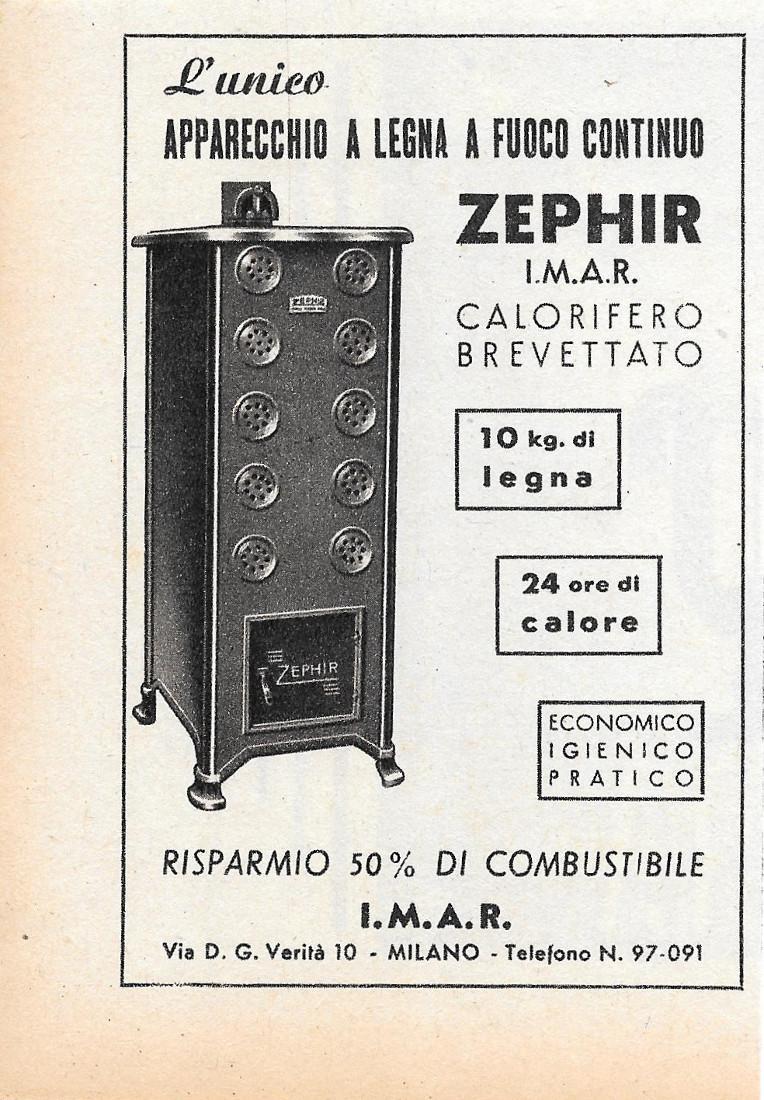 L'unico
APPARECCHIO A LEGNA A FUOCO CONTINUO
ZEPHIR
I.M.A.R.
CALORIFERO
BREVETTATO
ZEPHIR
10 kg. di
legna
24 ore di
calore
ZEPHIR
ECONOMICO
IGIENICO
PRATICO
RISPARMIO 50% DI COMBUSTIBILE
I.M.A.R.
Via D. G. Verità 10 - MILANO - Telefono N. 97-091